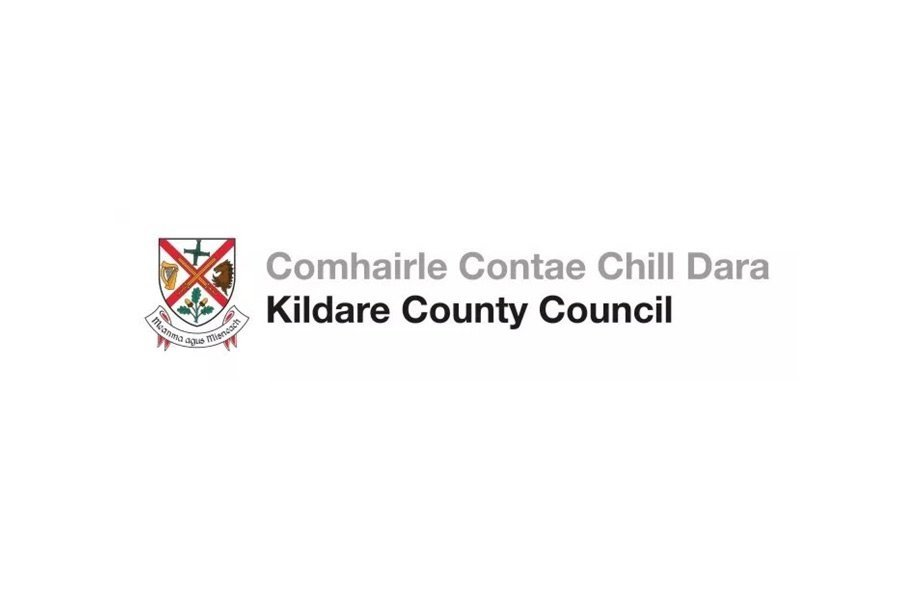 Comhairle Contae Chill Dara
Kildare County Council
Meanma agus Misneach